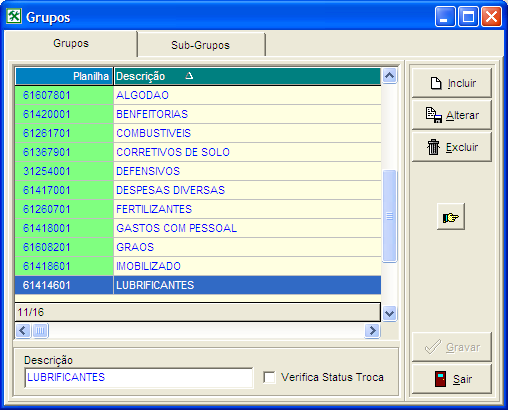 Grupos
Grupos
Sub-Grupos
Planilha Descrição
61607801 ALGODAO
61420001 BENFEITORIAS
61261701 COMBUSTIVEIS
61367901 CORRETIVOS DE SOLO
31254001 DEFENSIVOS
61417001 DESPESAS DIVERSAS
61260701 FERTILIZANTES
61418001 GASTOS COM PESSOAL
61608201 GRAOS
61418601 IMOBILIZADO
61414601 LUBRIFICANTES
11/16
Descrição
LUBRIFICANTES
Verifica Status Troca
Incluir
Alterar
Excluir
Gravar
Sair